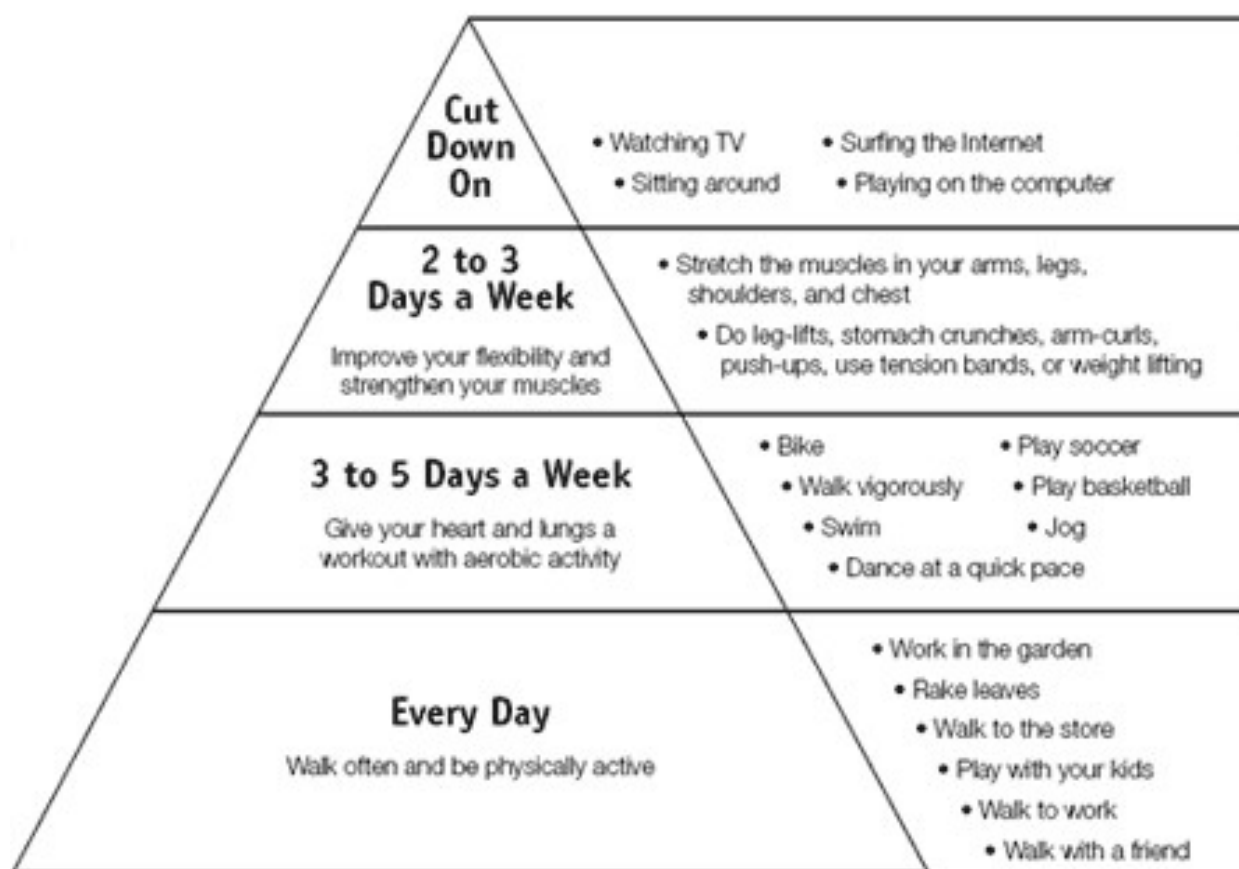 Cut
Down
On
• Watching TV • Surfing the Internet
• Sitting around • Playing on the computer
2 to 3
Days a Week
Improve your flexibility and
strengthen your muscles
• Stretch the muscles in your arms, legs,
shoulders, and chest
• Do leg-lifts, stomach crunches, arm-curls,
push-ups, use tension bands, or weight lifting
3 to 5 Days a Week
Give your heart and lungs a
workout with aerobic activity
• Bike • Play soccer
• Walk vigorously • Play basketball
• Swim • Jog
• Dance at a quick pace
Every Day
Walk often and be physically active
• Work in the garden
• Rake leaves
• Walk to the store
• Play with your kids
• Walk to work
• Walk with a friend